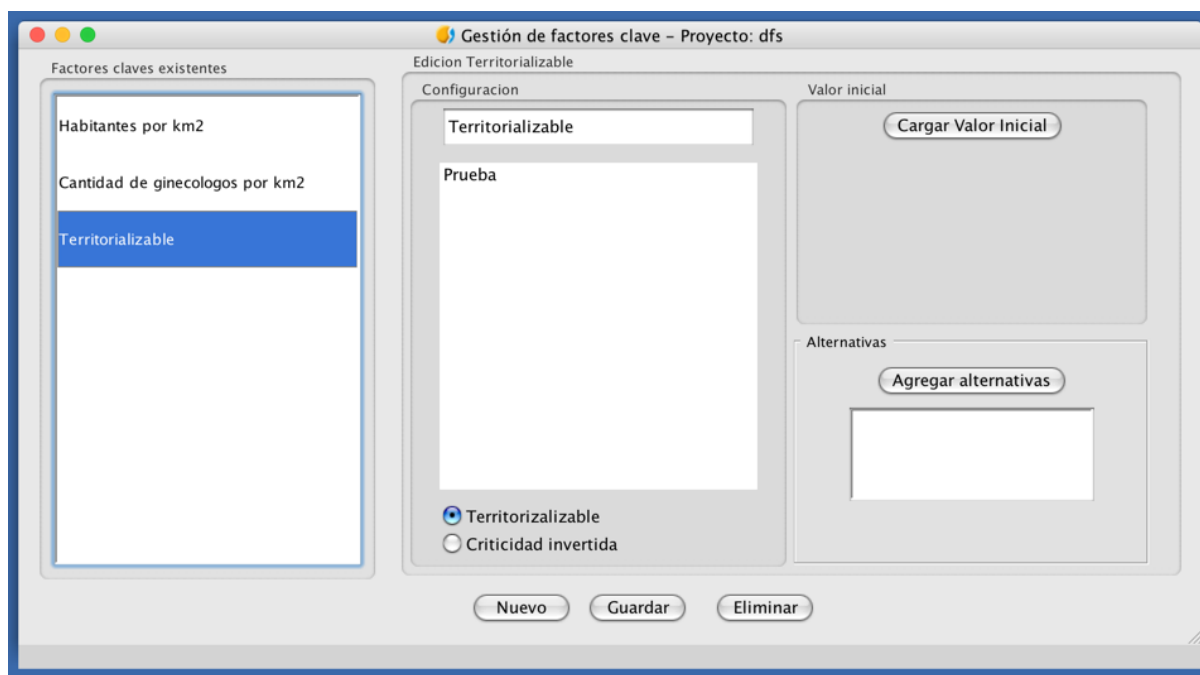 Gestión de factores clave – Proyecto: dfs
Factores claves existentes
Habitantes por km2
Cantidad de ginecologos por km2
Territorializable
Edicion Territorializable
Configuracion
Territorializable
Prueba
Territorizalizable
Criticidad invertida
Valor inicial
Cargar Valor Inicial
Alternativas
Agregar alternativas
Nuevo
Guardar
Eliminar